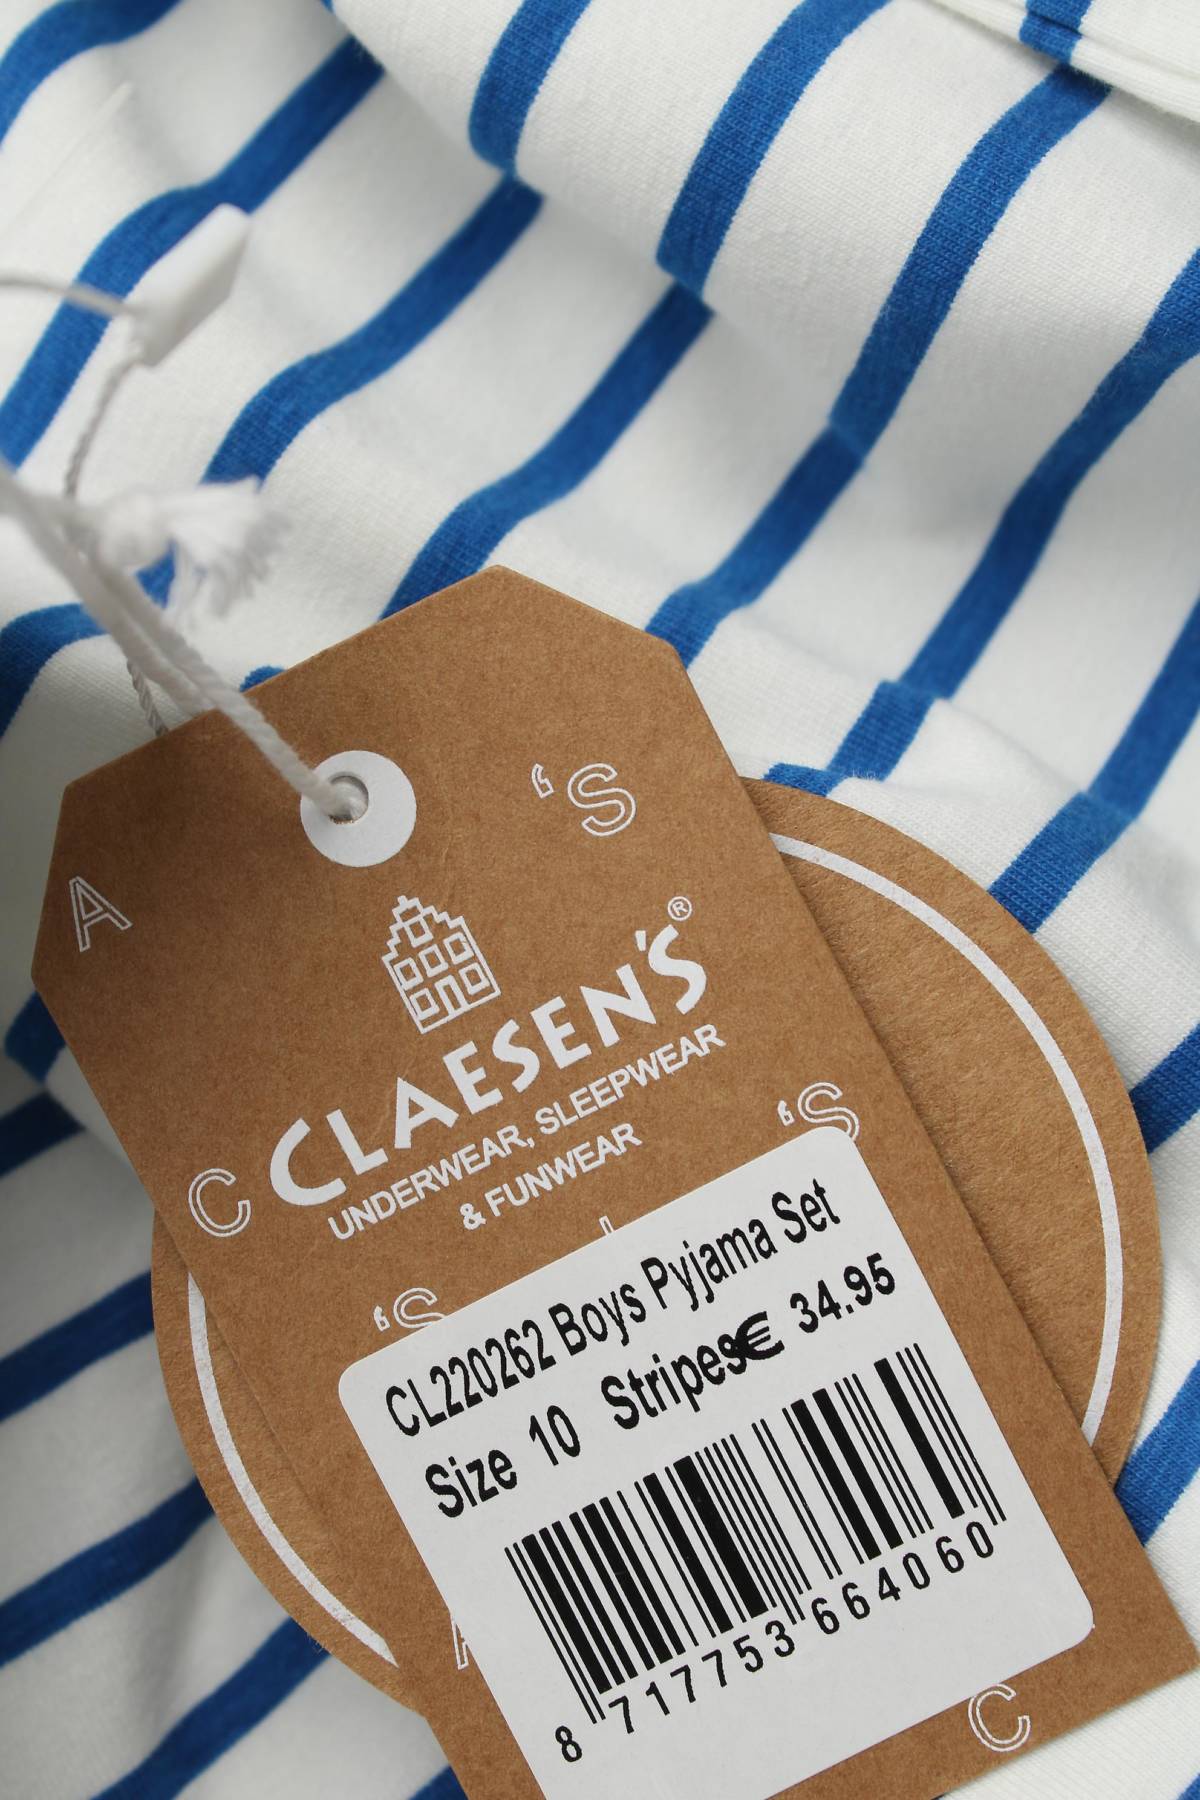 'S
A
CLAESEN'S®
UNDERWEAR, SLEEPWEAR
& FUNWEAR
'S
C
'S
CL220262 Boys Pyjama Set
Size 10 Stripes€ 34.95
8 717753 664060
A
C